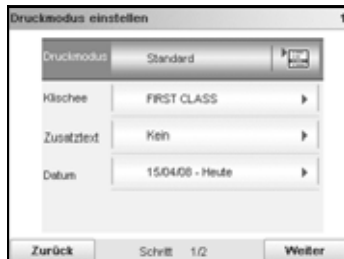 Druckmodus einstellen 1
Druckmodus Standard
Klischee FIRST CLASS
Zusatztext Kein
Datum 15/04/08 - Heute
Zurück Schritt 1/2 Weiter